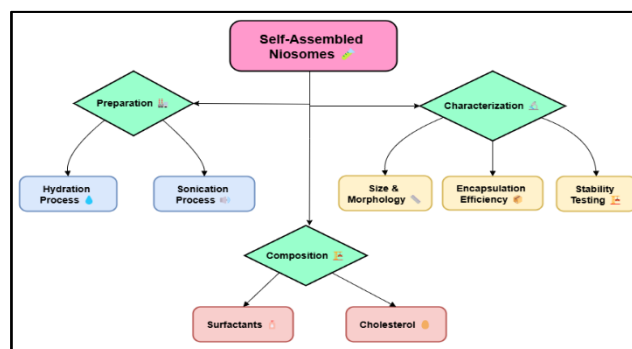 Self-Assembled
Niosomes 🧪
Preparation 🏭
Characterization 🔬
Hydration
Process 💧
Sonication
Process 🔊
Size &
Morphology 📏
Encapsulation
Efficiency 📦
Stability
Testing
Composition
Surfactants 🧴
Cholesterol 🥚